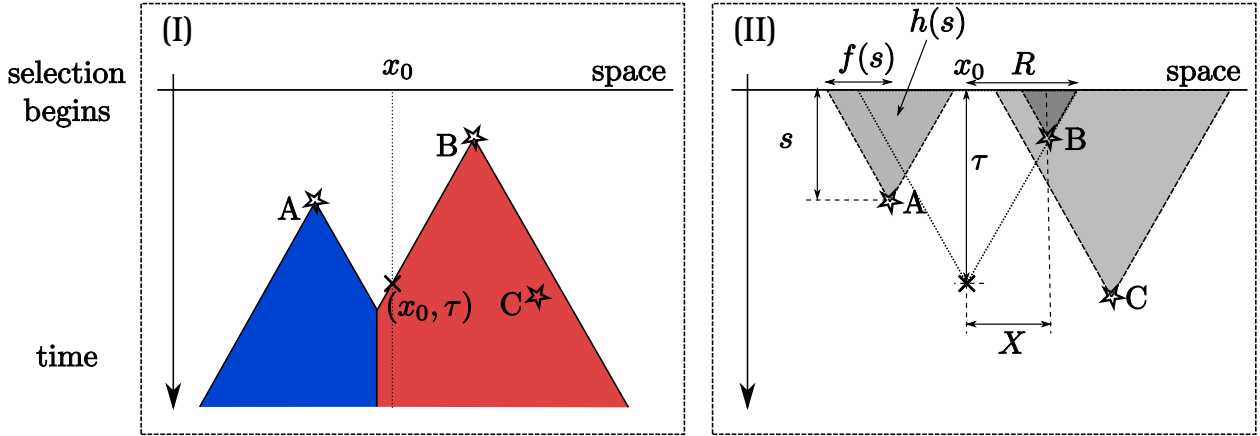 (I)
selection
begins
time
x₀
space
A
B
C
(x₀, τ)
(II)
h(s)
f(s)
x₀
R
space
s
τ
A
B
C
X